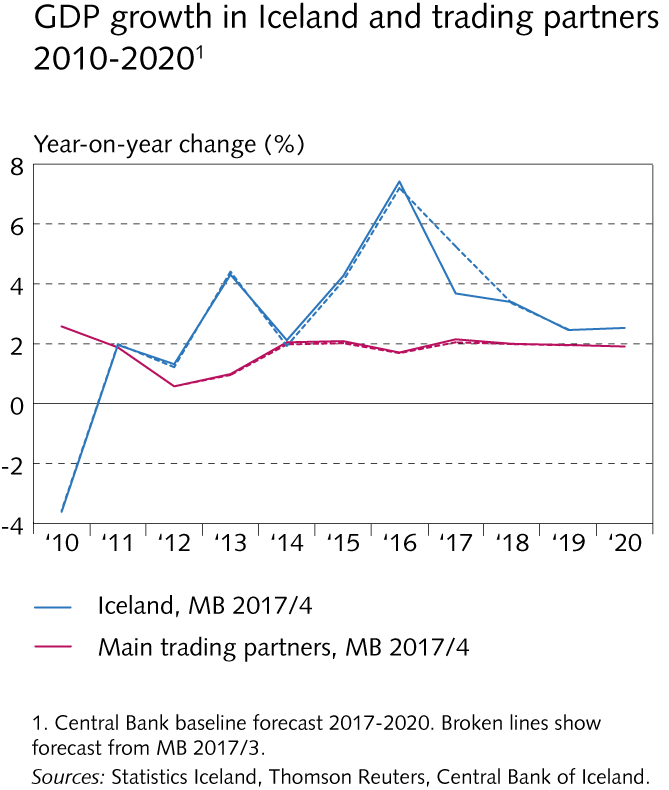 GDP growth in Iceland and trading partners
2010-2020¹
Year-on-year change (%)
8
6
4
2
0
-2
-4
‘10 ‘11 ‘12 ‘13 ‘14 ‘15 ‘16 ‘17 ‘18 ‘19 ‘20
Iceland, MB 2017/4
Main trading partners, MB 2017/4
1. Central Bank baseline forecast 2017-2020. Broken lines show
forecast from MB 2017/3.
Sources: Statistics Iceland, Thomson Reuters, Central Bank of Iceland.